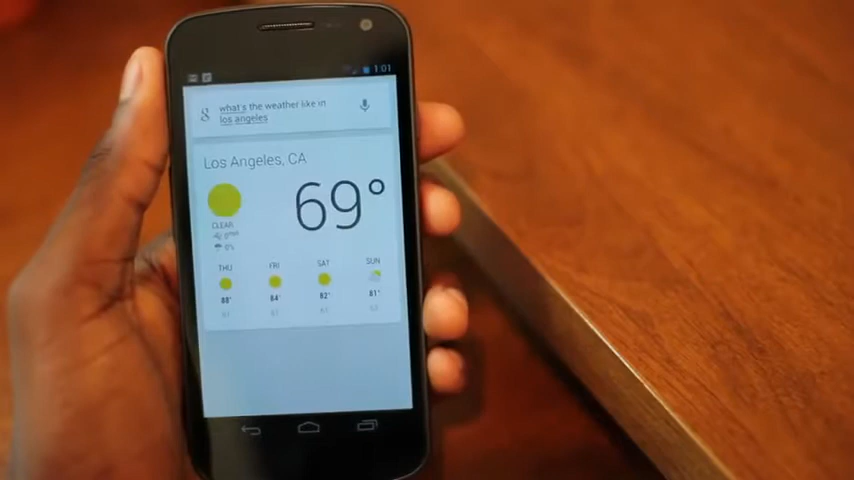 1:01
g what's the weather like in
los angeles
Los Angeles, CA
69°
CLEAR
THU FRI SAT SUN
88° 84° 82° 81°